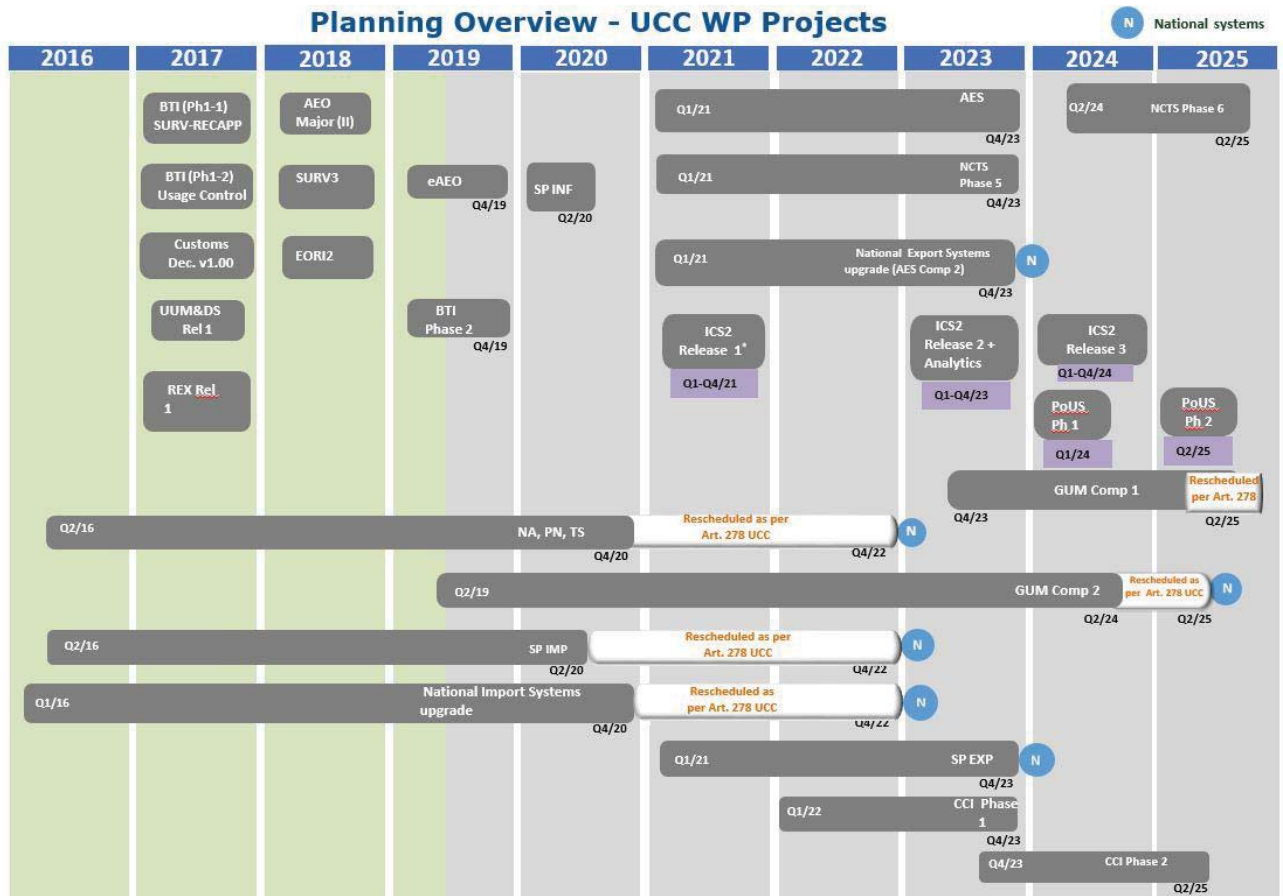 Planning Overview - UCC WP Projects
N National systems
2016 2017 2018 2019 2020 2021 2022 2023 2024 2025
BTI (Ph1-1)
SURV-RECAPP
AEO
Major (II)
Q1/21
AES
Q4/23
Q2/24
NCTS Phase 6
Q2/25
BTI (Ph1-2)
Usage Control
SURV3
eAEO
Q4/19
SP INF
Q2/20
Q1/21
NCTS
Phase 5
Q4/23
Customs
Dec. v1.00
EORI2
Q1/21
National Export Systems
upgrade (AES Comp 2)
Q4/23
N
UUM&DS
Rel 1
BTI
Phase 2
Q4/19
ICS2
Release 1*
Q1-Q4/21
ICS2
Release 2 +
Analytics
Q1-Q4/23
ICS2
Release 3
Q1-Q4/24
REX Rel
1
PoUS
Ph 1
Q1/24
PoUS
Ph 2
Q2/25
GUM Comp 1
Q4/23
Rescheduled
per Art. 278
Q2/25
Q2/16
NA, PN, TS
Q4/20
Rescheduled as per
Art. 278 UCC
Q4/22
N
Q2/19
GUM Comp 2
Q2/24
Rescheduled as
per Art. 278 UCC
Q2/25
N
Q2/16
SP IMP
Q2/20
Rescheduled as per
Art. 278 UCC
Q4/22
N
Q1/16
National Import Systems
upgrade
Q4/20
Rescheduled as
per Art. 278 UCC
Q4/22
N
Q1/21
SP EXP
Q4/23
N
Q1/22
CCI Phase
1
Q4/23
Q4/23
CCI Phase 2
Q2/25